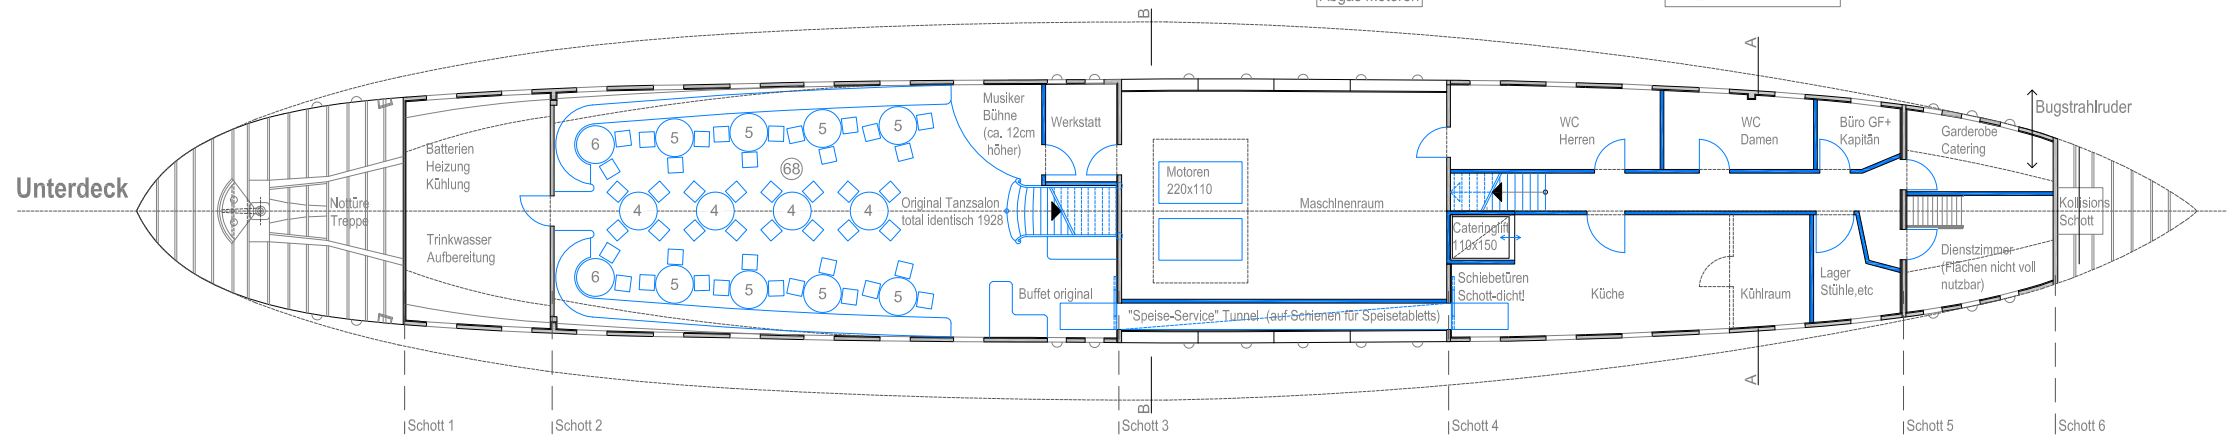 Abgas Motoren
B
A
Unterdeck
Batterien
Heizung
Kühlung
Nottüre
Treppe
Trinkwasser
Aufbereitung
6
5
5
5
5
68
4
4
4
4
6
5
5
5
5
Musiker
Bühne
(ca. 12cm
höher)
Werkstatt
Original Tanzsalon
total identisch 1928
Buffet original
Motoren
220x110
MaschInenraum
"Speise-Service" Tunnel (auf Schienen für Speisetabletts)
WC
Herren
WC
Damen
Büro GF+
Kapitän
Garderobe
Catering
Bugstrahlruder
Cateringlift
110x150
Schiebetüren
Schott-dicht!
Küche
Kühlraum
Lager
Stühle,etc
Dienstzimmer
(Flächen nicht voll
nutzbar)
Kollisions
Schott
B
A
Schott 1
Schott 2
Schott 3
Schott 4
Schott 5
Schott 6